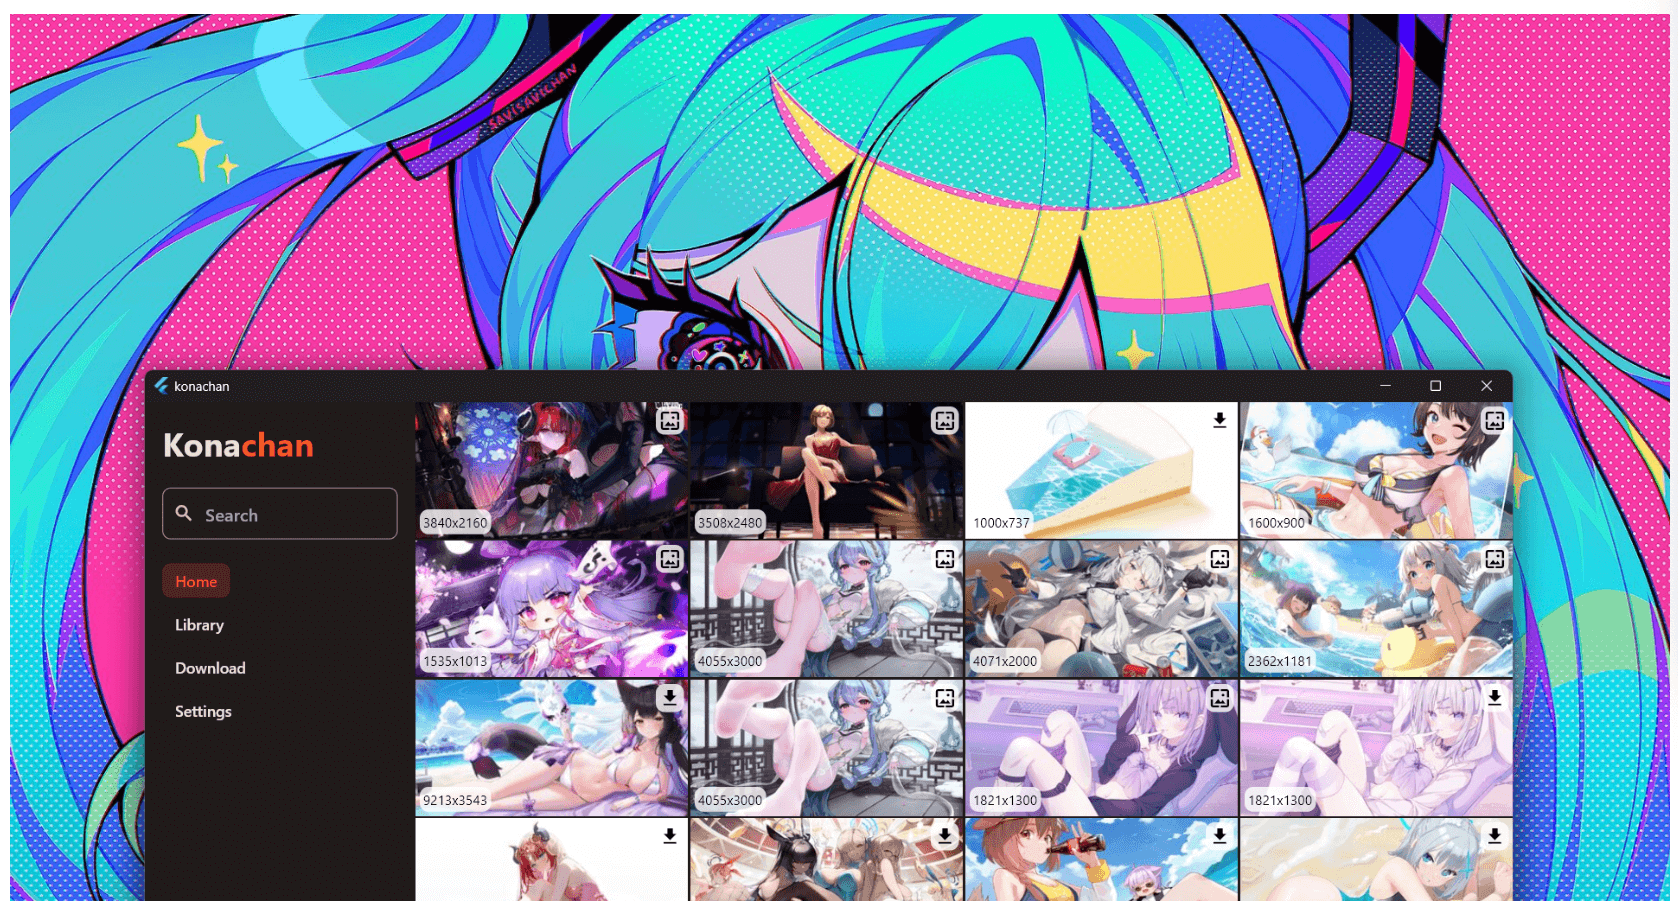 SAVISAVICHAN
konachan
Konachan
Search
Home
Library
Download
Settings
3840x2160
3508x2480
1000x737
1600x900
1535x1013
4055x3000
4071x2000
2362x1181
9213x3543
4055x3000
1821x1300
1821x1300